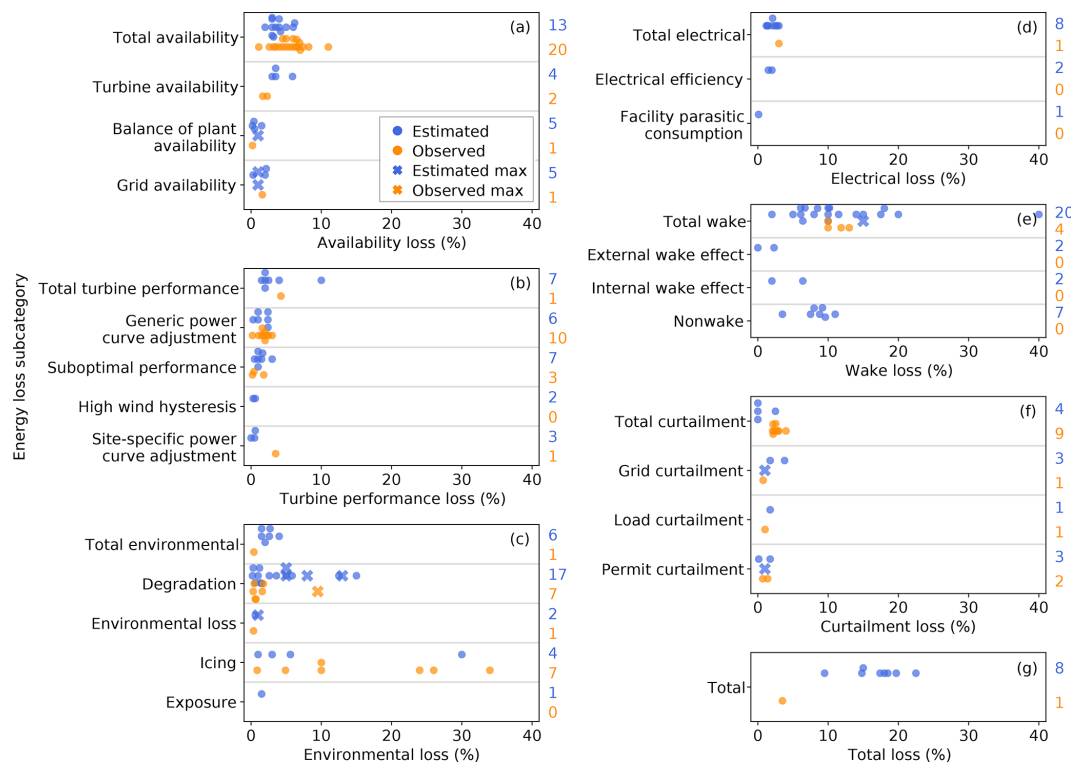 Energy loss subcategory
(a)
Total availability
13
20
Turbine availability
4
2
Balance of plant
availability
5
1
Grid availability
5
1
Estimated
Observed
Estimated max
Observed max
0 10 20 30 40
Availability loss (%)
(b)
Total turbine performance
7
1
Generic power
curve adjustment
6
10
Suboptimal performance
7
3
High wind hysteresis
2
0
Site-specific power
curve adjustment
3
1
0 10 20 30 40
Turbine performance loss (%)
(c)
Total environmental
6
1
Degradation
17
7
Environmental loss
2
1
Icing
4
7
Exposure
1
0
0 10 20 30 40
Environmental loss (%)
(d)
Total electrical
8
1
Electrical efficiency
2
0
Facility parasitic
consumption
1
0
0 10 20 30 40
Electrical loss (%)
(e)
Total wake
20
4
External wake effect
2
0
Internal wake effect
2
0
Nonwake
7
0
0 10 20 30 40
Wake loss (%)
(f)
Total curtailment
4
9
Grid curtailment
3
1
Load curtailment
1
1
Permit curtailment
3
2
0 10 20 30 40
Curtailment loss (%)
(g)
Total
8
1
0 10 20 30 40
Total loss (%)